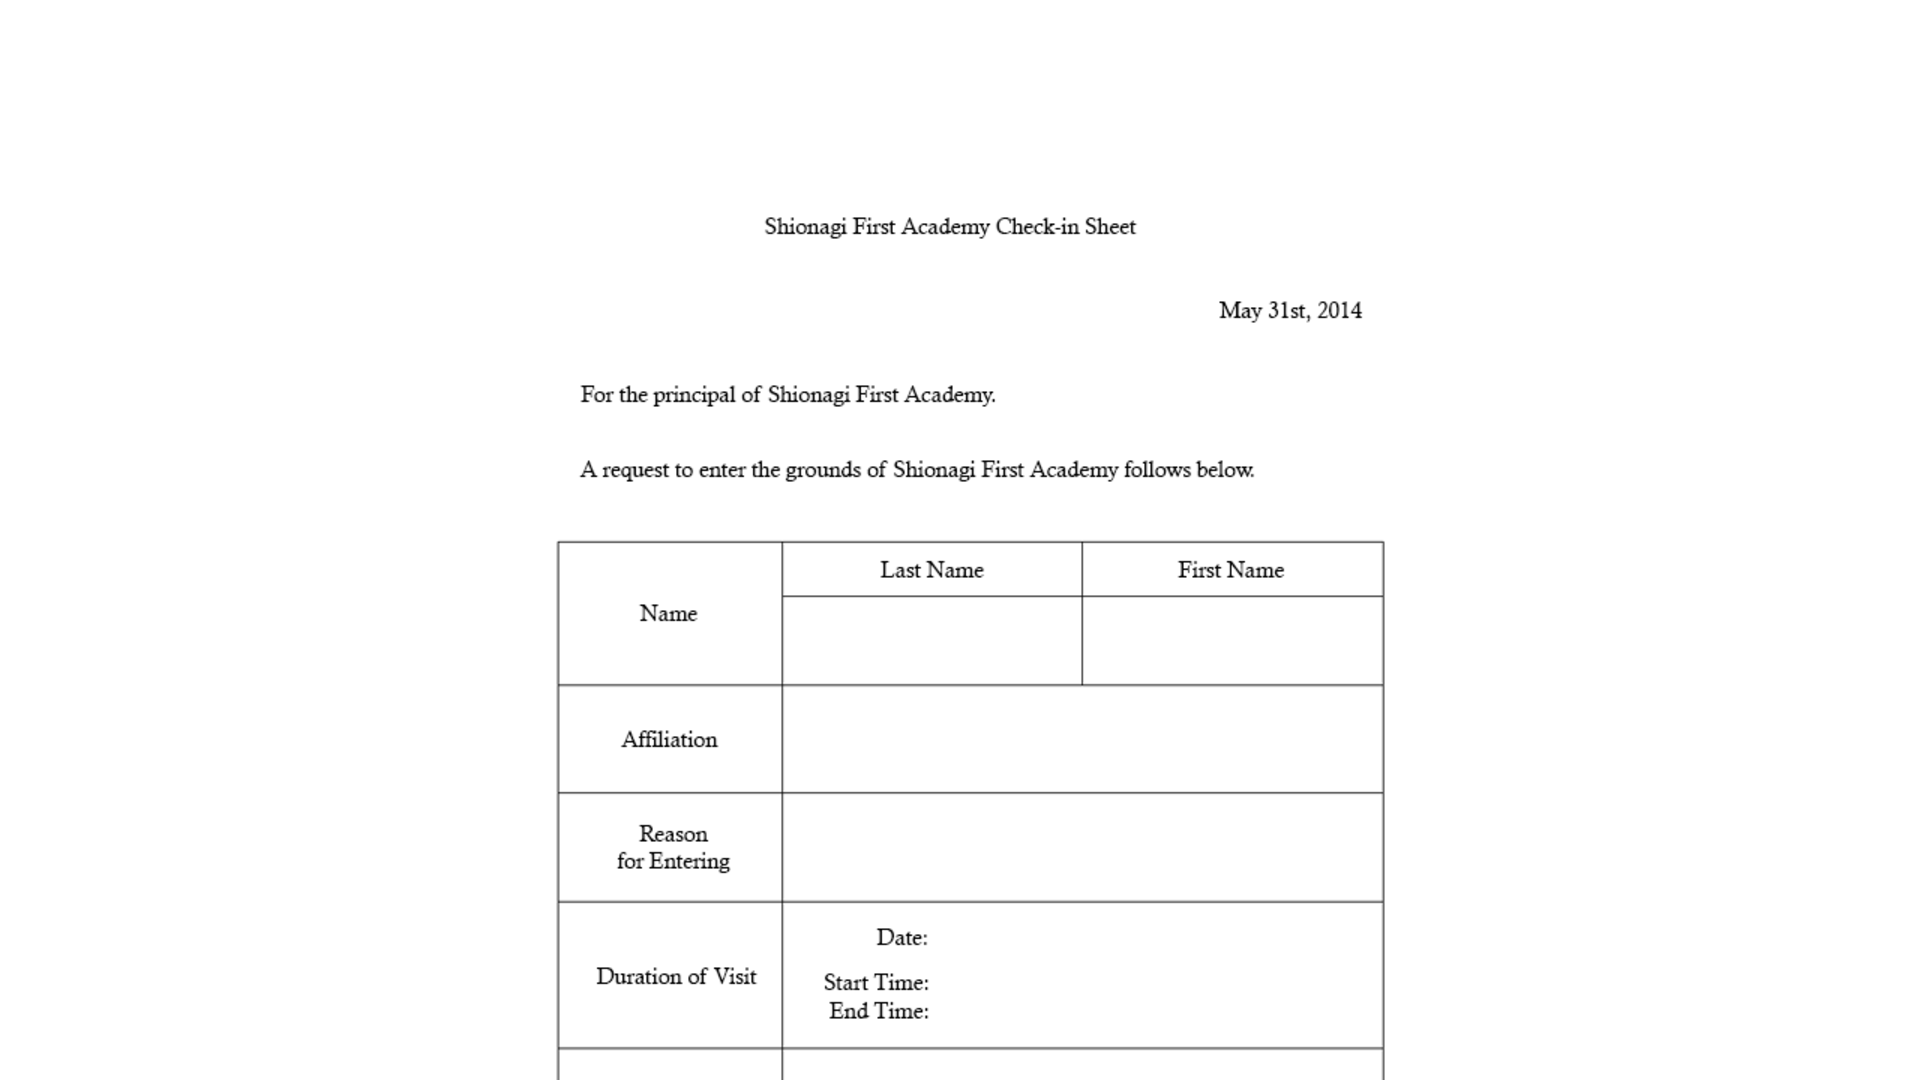 Shionagi First Academy Check-in Sheet
May 31st, 2014
For the principal of Shionagi First Academy.
A request to enter the grounds of Shionagi First Academy follows below.
Name
Last Name
First Name
Affiliation
Reason
for Entering
Duration of Visit
Date:
Start Time:
End Time: